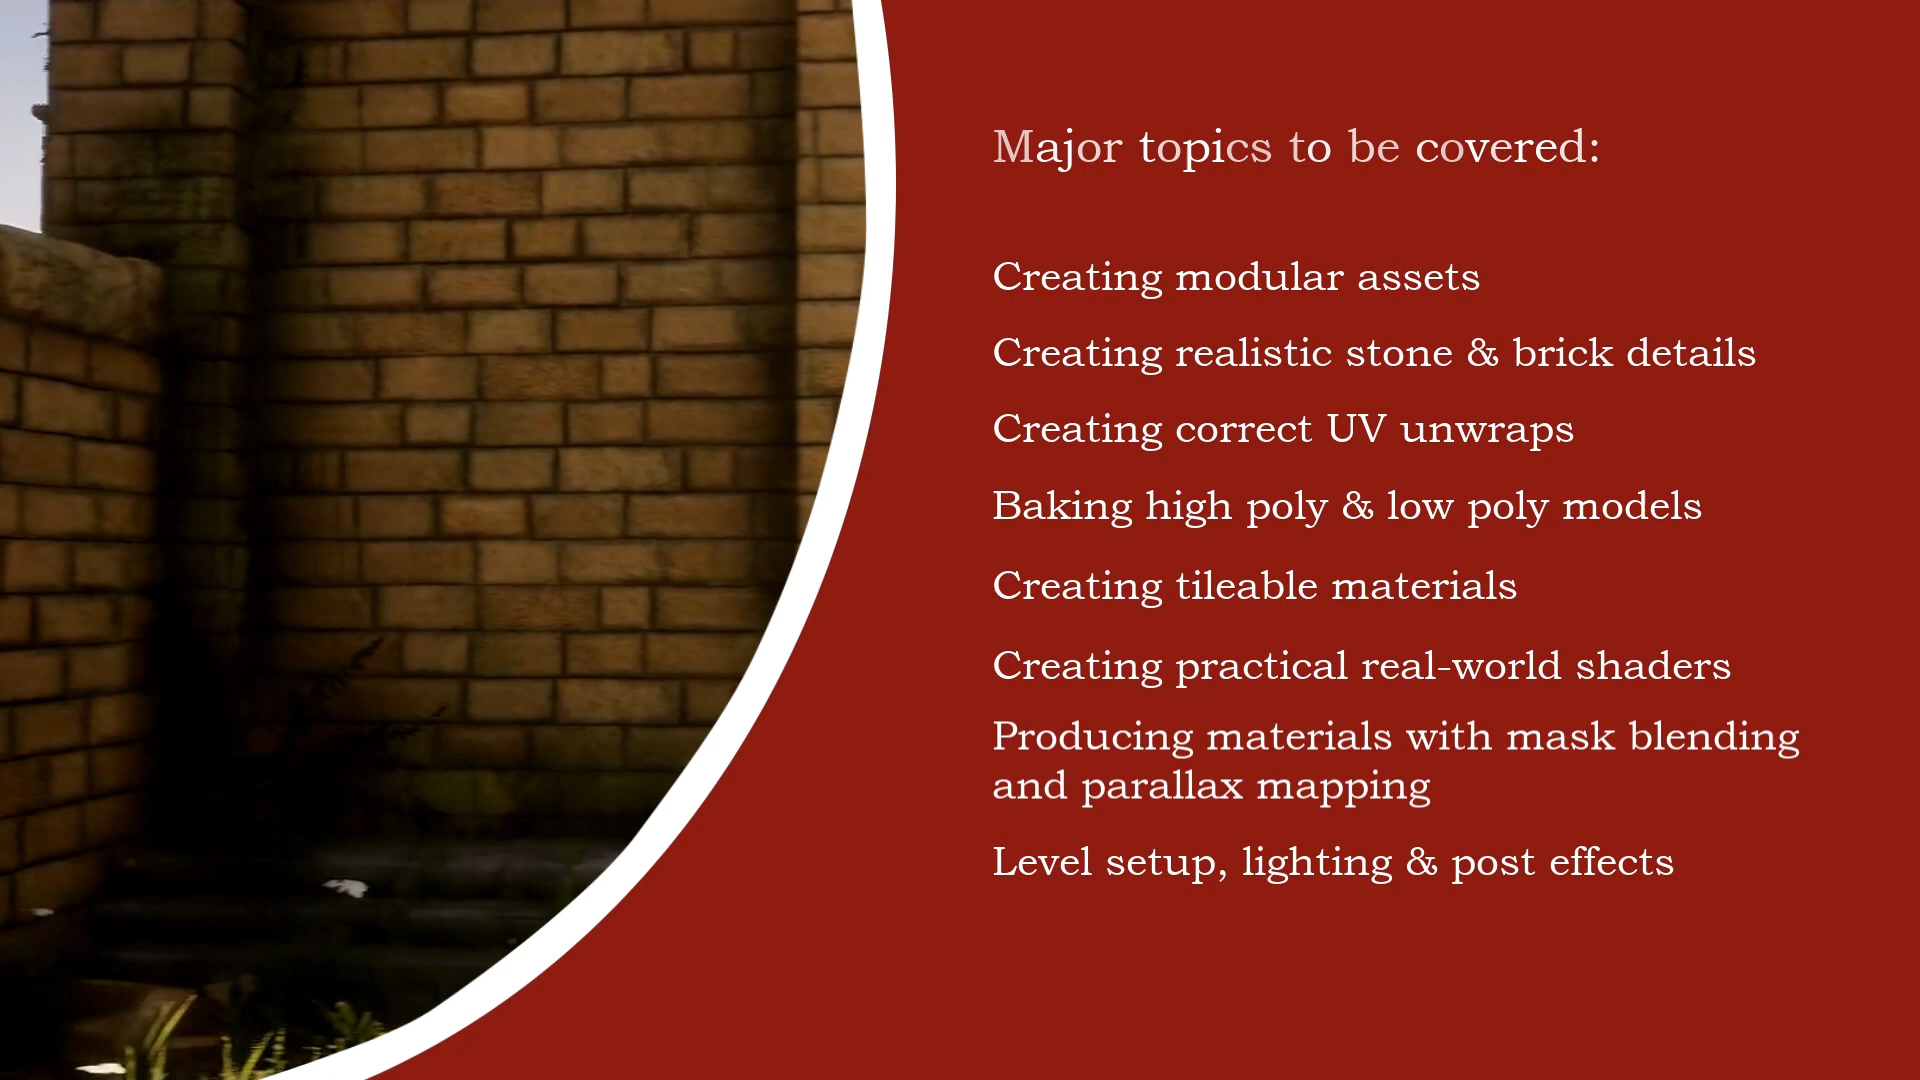 Major topics to be covered:
Creating modular assets
Creating realistic stone & brick details
Creating correct UV unwraps
Baking high poly & low poly models
Creating tileable materials
Creating practical real-world shaders
Producing materials with mask blending
and parallax mapping
Level setup, lighting & post effects